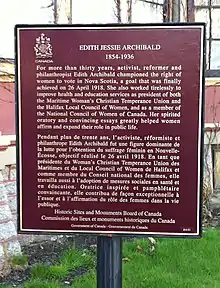 CANADA
EDITH JESSIE ARCHIBALD
1854-1936
For more than thirty years, activist, reformer and
philanthropist Edith Archibald championed the right of
women to vote in Nova Scotia, a goal that was finally
achieved on 26 April 1918. She also worked tirelessly to
improve health and education services as president of both
the Maritime Woman's Christian Temperance Union and
the Halifax Local Council of Women, and as a member of
the National Council of Women of Canada. Her spirited
oratory and convincing essays greatly helped women
affirm and expand their role in public life.
Pendant plus de trente ans, l'activiste, réformiste et
philanthrope Edith Archibald fut une figure dominante de
la lutte pour l'obtention du suffrage féminin en Nouvelle-
Écosse, objectif réalisé le 26 avril 1918. En tant que
présidente du Woman's Christian Temperance Union des
Maritimes et du Local Council of Women de Halifax et
comme membre du Conseil national des femmes, elle
travailla aussi à l'adoption de mesures sociales en santé et
en éducation. Oratrice inspirée et pamphlétaire
convaincante, elle contribua de façon exceptionnelle à
l'essor et à l'affirmation du rôle des femmes dans la vie
publique.
Historic Sites and Monuments Board of Canada
Commission des lieux et monuments historiques du Canada
Government of Canada - Gouvernement du Canada